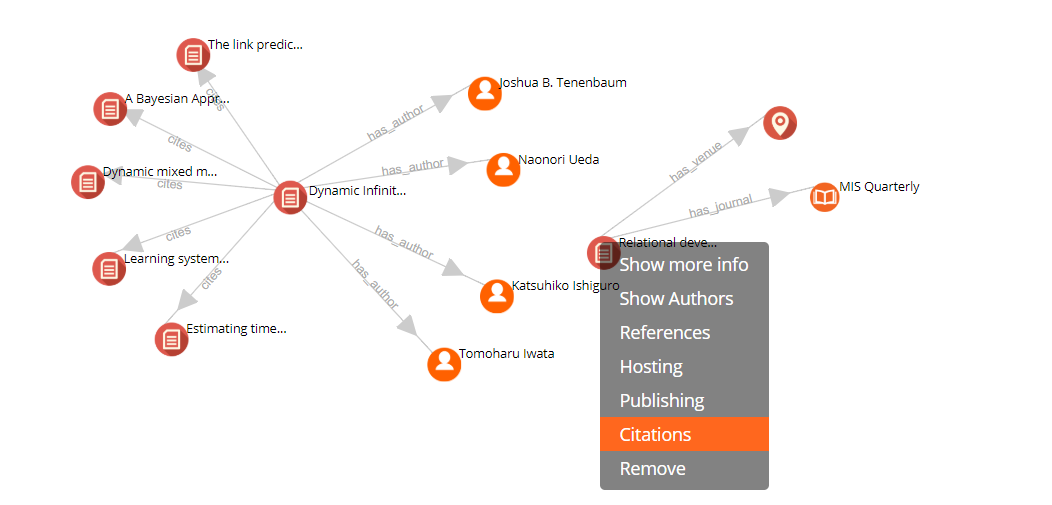 The link predic...
cites
A Bayesian Appr...
cites
Dynamic mixed m...
cites
Learning system...
cites
Estimating time...
cites
Dynamic Infinit...
has_author
Joshua B. Tenenbaum
has_author
Naonori Ueda
has_author
Katsuhiko Ishiguro
has_author
Tomoharu Iwata
has_venue
has_journal
MIS Quarterly
Relational deve...
Show more info
Show Authors
References
Hosting
Publishing
Citations
Remove